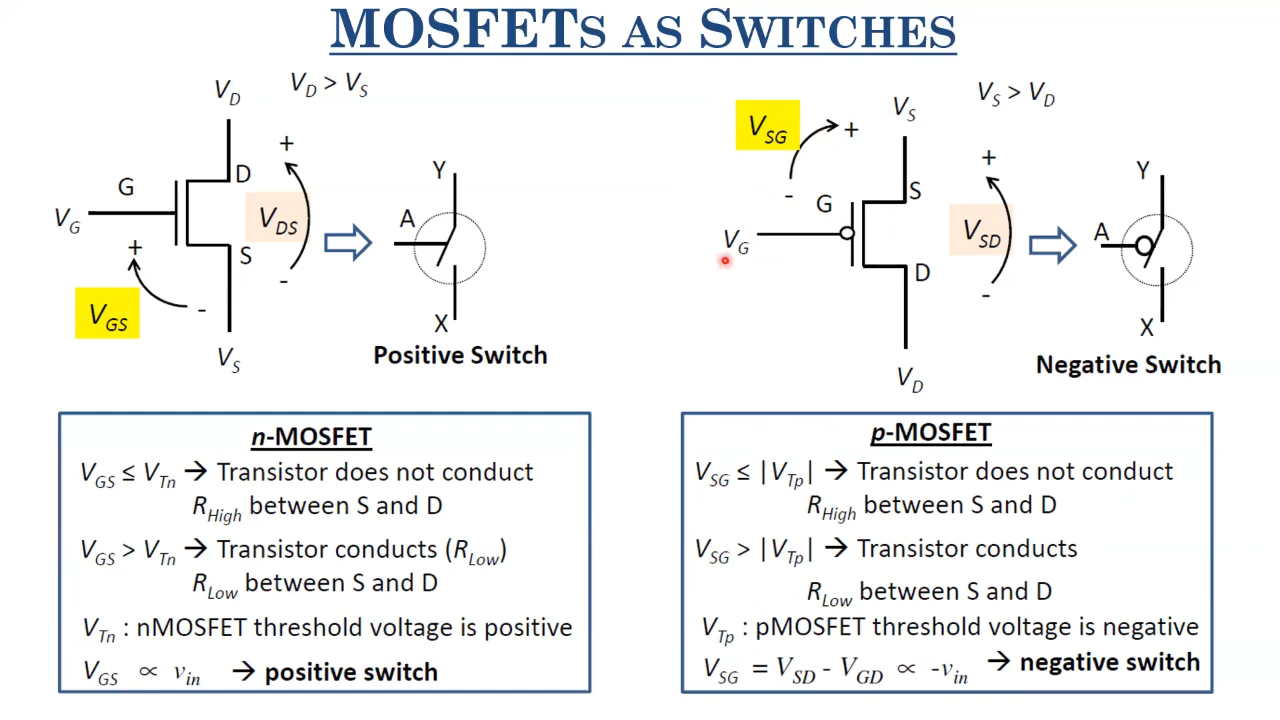 MOSFETs as Switches
V_D
V_D > V_S
G
D
V_G
+
V_DS
+
-
S
-
V_GS
V_S
Y
A
X
Positive Switch
V_SG
+
-
V_S
V_S > V_D
G
S
V_G
+
V_SD
-
D
V_D
Y
A
X
Negative Switch
n-MOSFET
V_GS ≤ V_Tn → Transistor does not conduct
R_High between S and D
V_GS > V_Tn → Transistor conducts (R_Low)
R_Low between S and D
V_Tn : nMOSFET threshold voltage is positive
V_GS ∝ v_in → positive switch
p-MOSFET
V_SG ≤ |V_Tp| → Transistor does not conduct
R_High between S and D
V_SG > |V_Tp| → Transistor conducts
R_Low between S and D
V_Tp : pMOSFET threshold voltage is negative
V_SG = V_SD - V_GD ∝ -v_in → negative switch